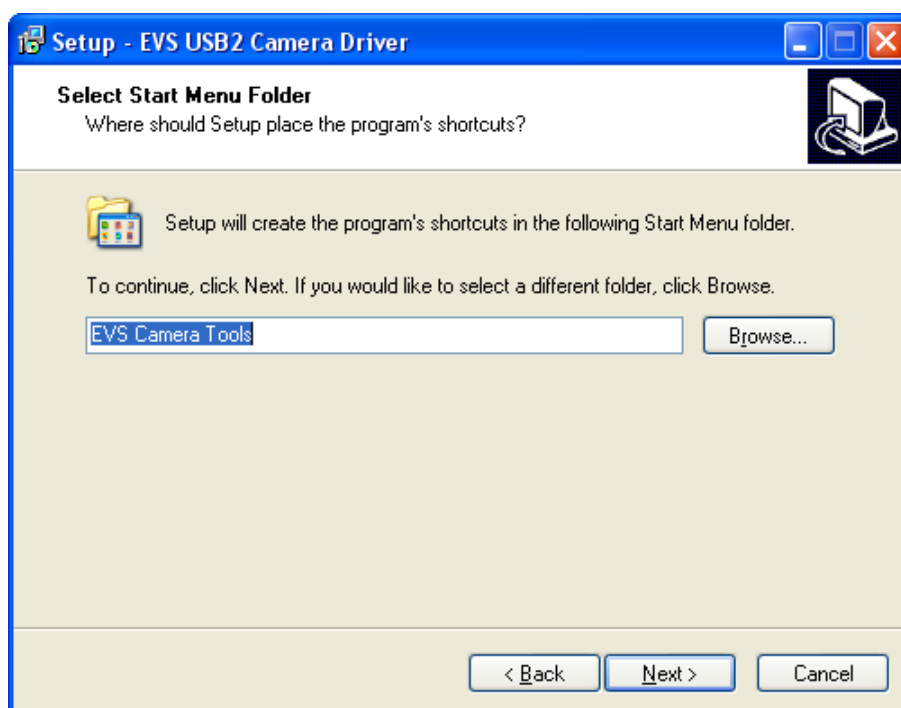 Setup - EVS USB2 Camera Driver
Select Start Menu Folder
Where should Setup place the program's shortcuts?
Setup will create the program's shortcuts in the following Start Menu folder.
To continue, click Next. If you would like to select a different folder, click Browse.
EVS Camera Tools
Browse...
< Back
Next >
Cancel